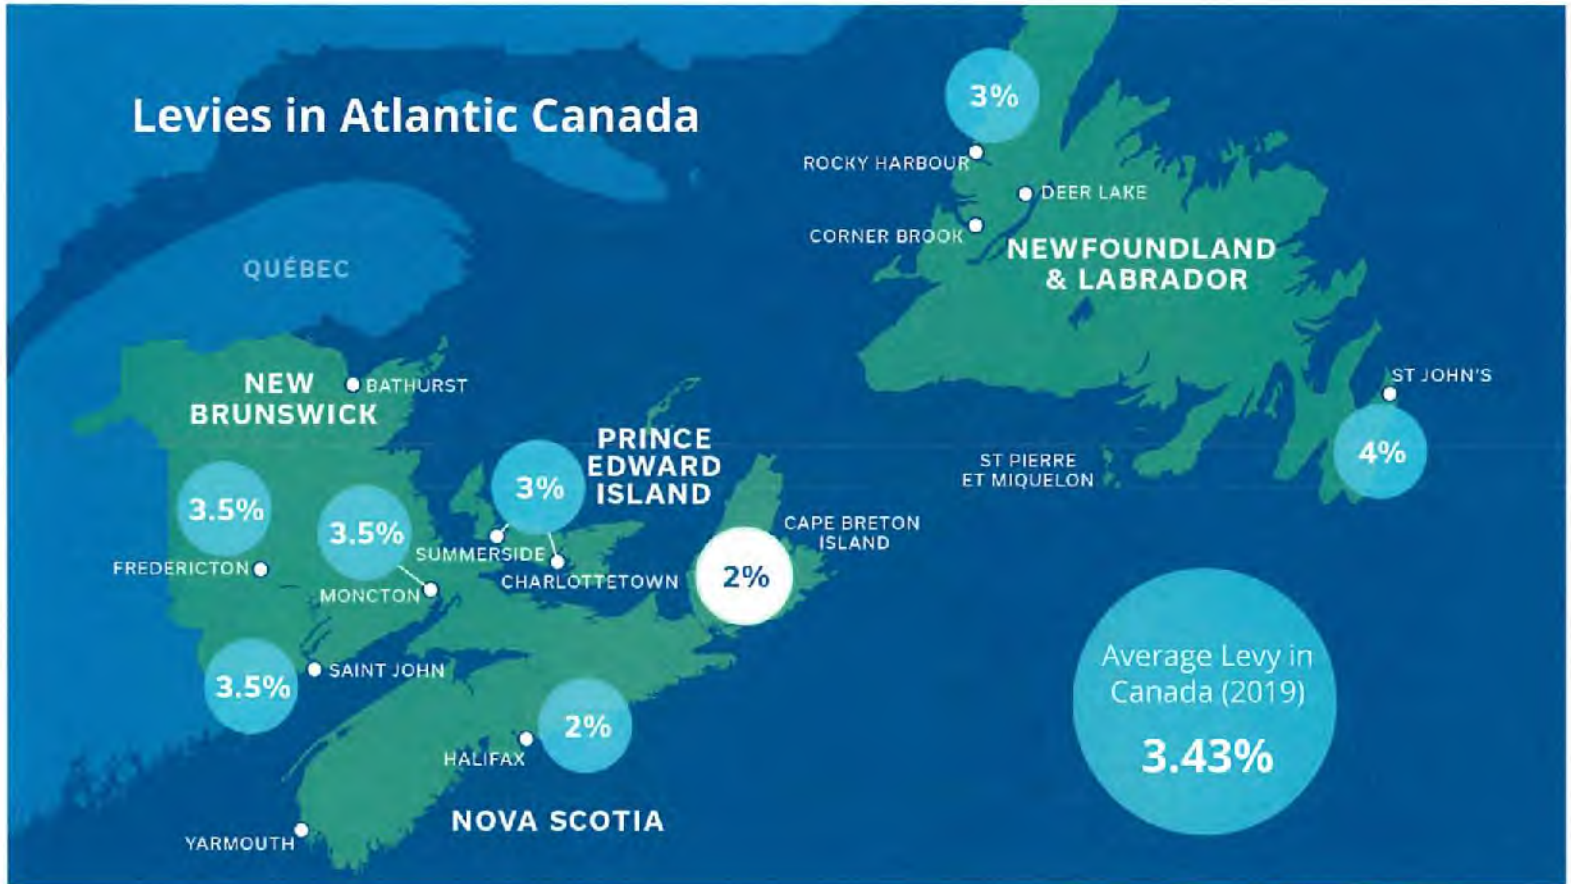 Levies in Atlantic Canada
3%
ROCKY HARBOUR
DEER LAKE
CORNER BROOK
NEWFOUNDLAND
& LABRADOR
QUÉBEC
NEW
BRUNSWICK
BATHURST
ST JOHN'S
4%
PRINCE
EDWARD
ISLAND
3%
ST PIERRE
ET MIQUELON
3.5%
3.5%
SUMMERSIDE
CHARLOTTETOWN
CAPE BRETON
ISLAND
2%
FREDERICTON
MONCTON
3.5%
SAINT JOHN
2%
HALIFAX
Average Levy in
Canada (2019)
3.43%
NOVA SCOTIA
YARMOUTH